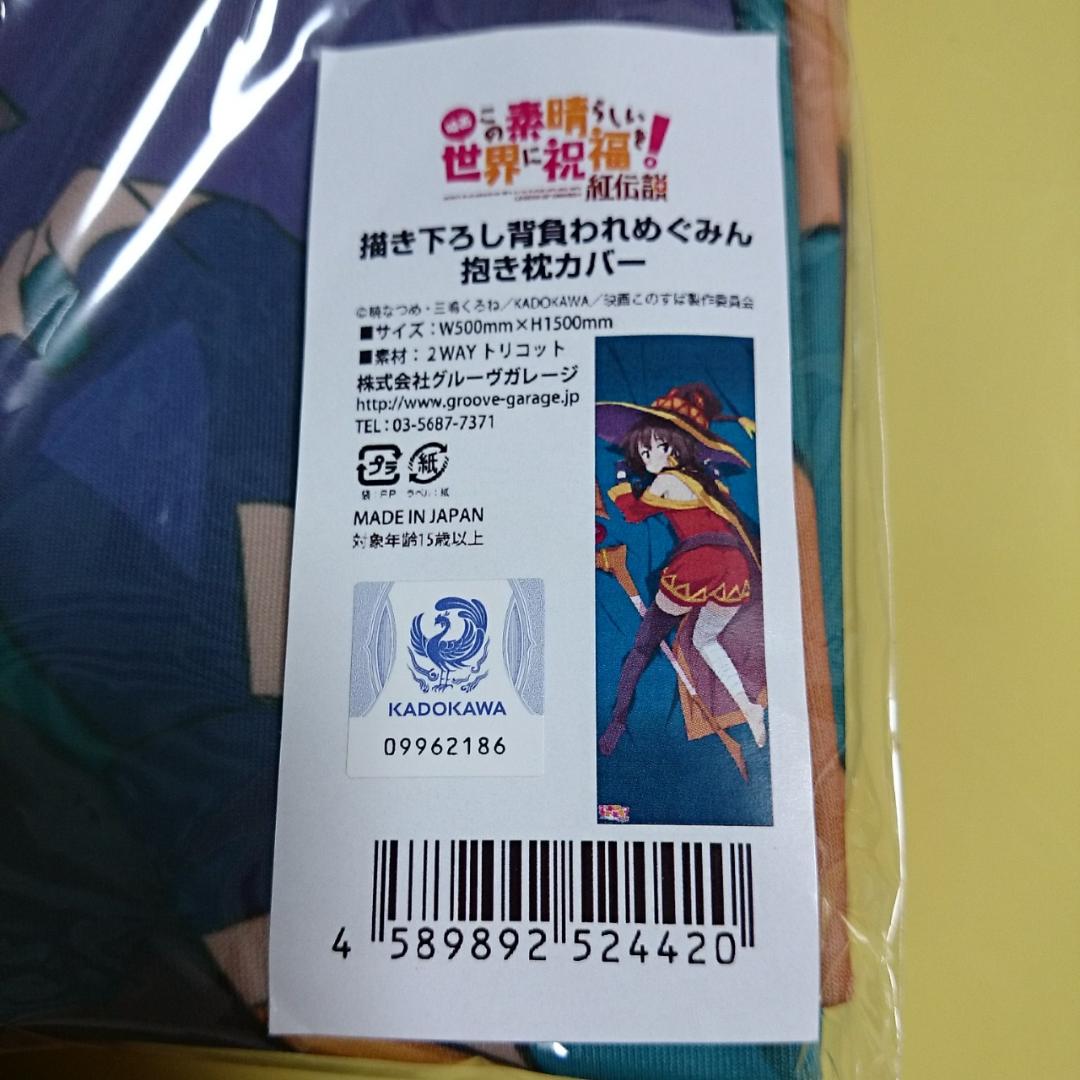 映画 この素晴らしい
世界に祝福を!
紅伝説
描き下ろし背負われめぐみん
抱き枕カバー
©暁なつめ・三嶋くろね/KADOKAWA/映画このすば製作委員会
■サイズ:W500mm×H1500mm
■素材:2WAYトリコット
株式会社グルーヴガレージ
http://www.groove-garage.jp
TEL:03-5687-7371
プラ 紙
袋:PP ラベル:紙
MADE IN JAPAN
対象年齢15歳以上
KADOKAWA
09962186
4 589892 524420